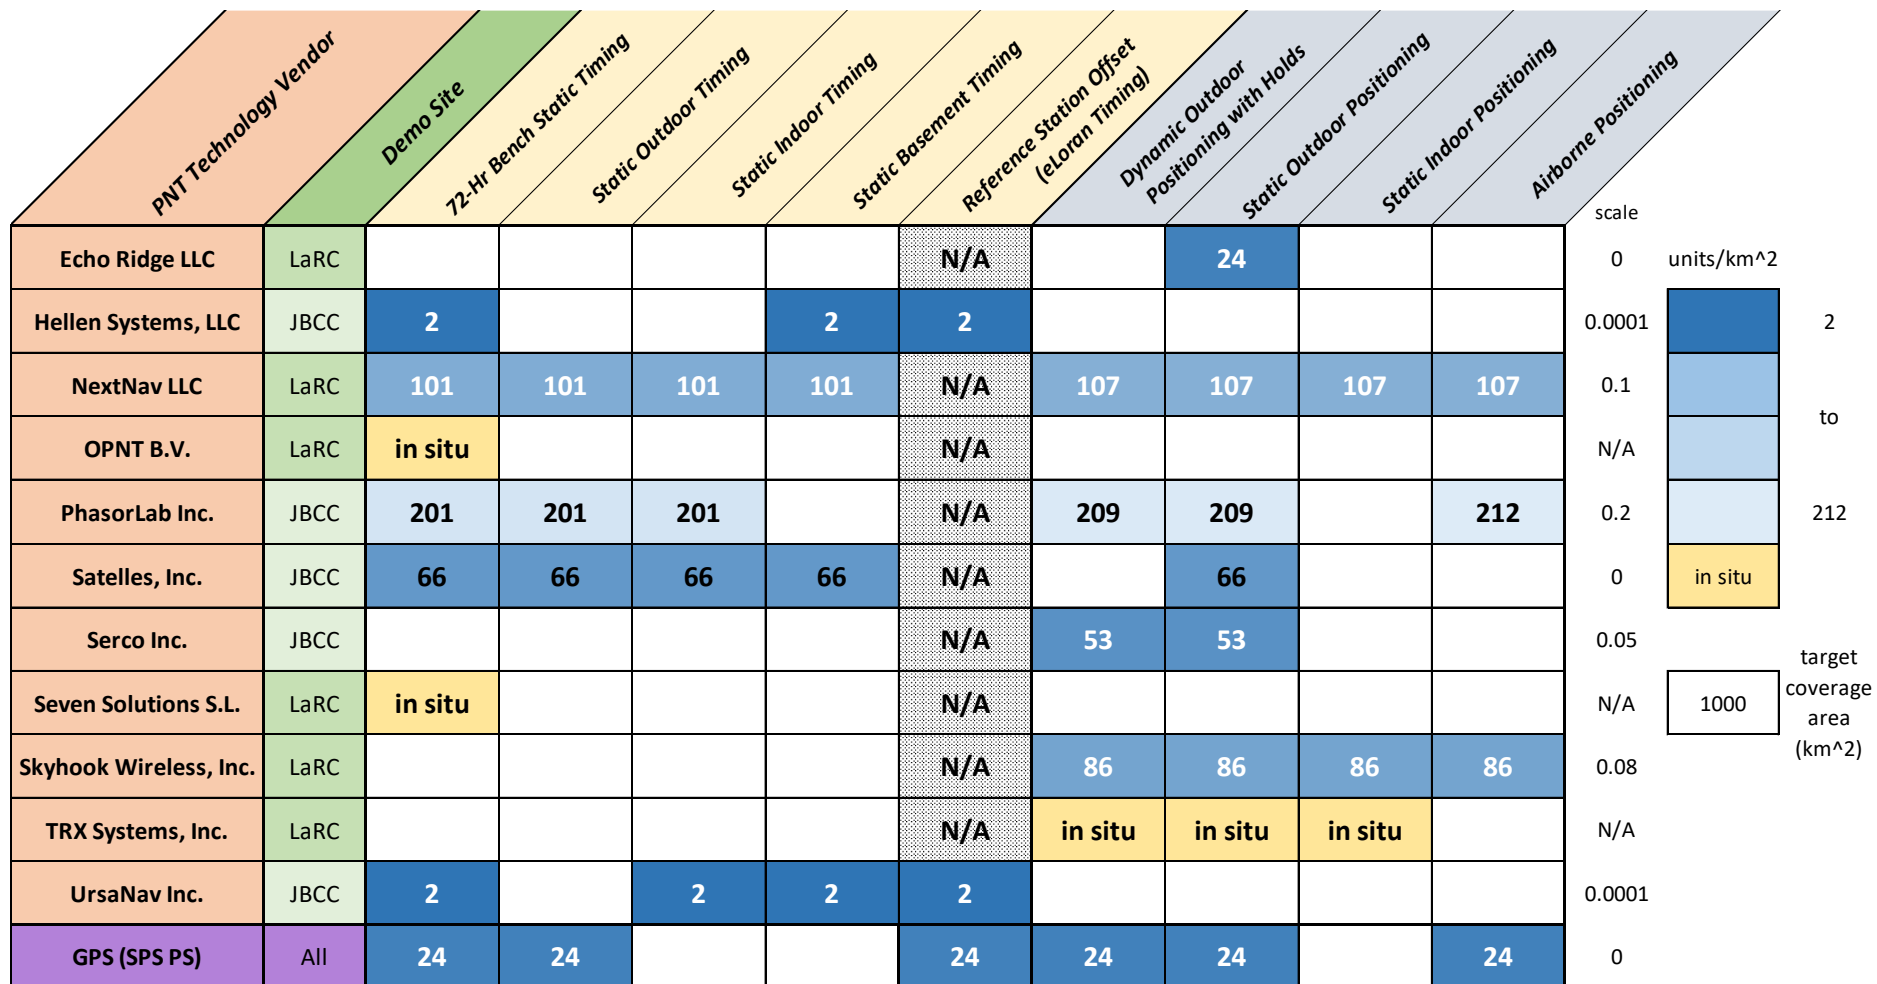 PNT Technology Vendor
Demo Site
72-Hr Bench Static Timing
Static Outdoor Timing
Static Indoor Timing
Static Basement Timing
Reference Station Offset
(eLoran Timing)
Dynamic Outdoor
Positioning with Holds
Static Outdoor Positioning
Static Indoor Positioning
Airborne Positioning
scale
Echo Ridge LLC LaRC N/A 24 0 units/km^2
Hellen Systems, LLC JBCC 2 2 2 0.0001 2
NextNav LLC LaRC 101 101 101 101 N/A 107 107 107 107 0.1
to
OPNT B.V. LaRC in situ N/A N/A
PhasorLab Inc. JBCC 201 201 201 N/A 209 209 212 0.2 212
Satelles, Inc. JBCC 66 66 66 66 N/A 66 0 in situ
Serco Inc. JBCC N/A 53 53 0.05
Seven Solutions S.L. LaRC in situ N/A N/A 1000
target
coverage
area
(km^2)
Skyhook Wireless, Inc. LaRC N/A 86 86 86 86 0.08
TRX Systems, Inc. LaRC N/A in situ in situ in situ N/A
UrsaNav Inc. JBCC 2 2 2 2 0.0001
GPS (SPS PS) All 24 24 24 24 24 24 0